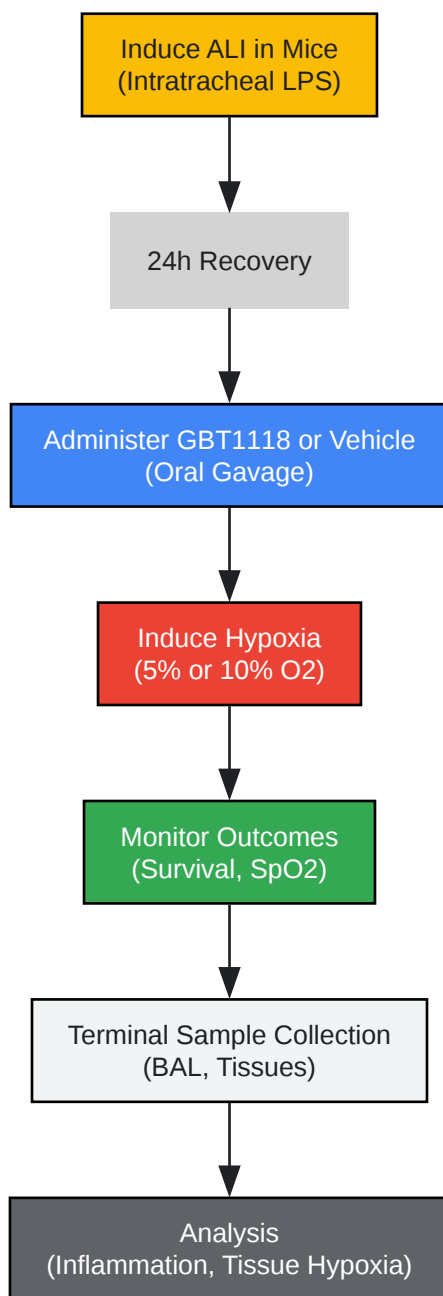 Induce ALI in Mice
(Intratracheal LPS)
24h Recovery
Administer GBT1118 or Vehicle
(Oral Gavage)
Induce Hypoxia
(5% or 10% O2)
Monitor Outcomes
(Survival, SpO2)
Terminal Sample Collection
(BAL, Tissues)
Analysis
(Inflammation, Tissue Hypoxia)